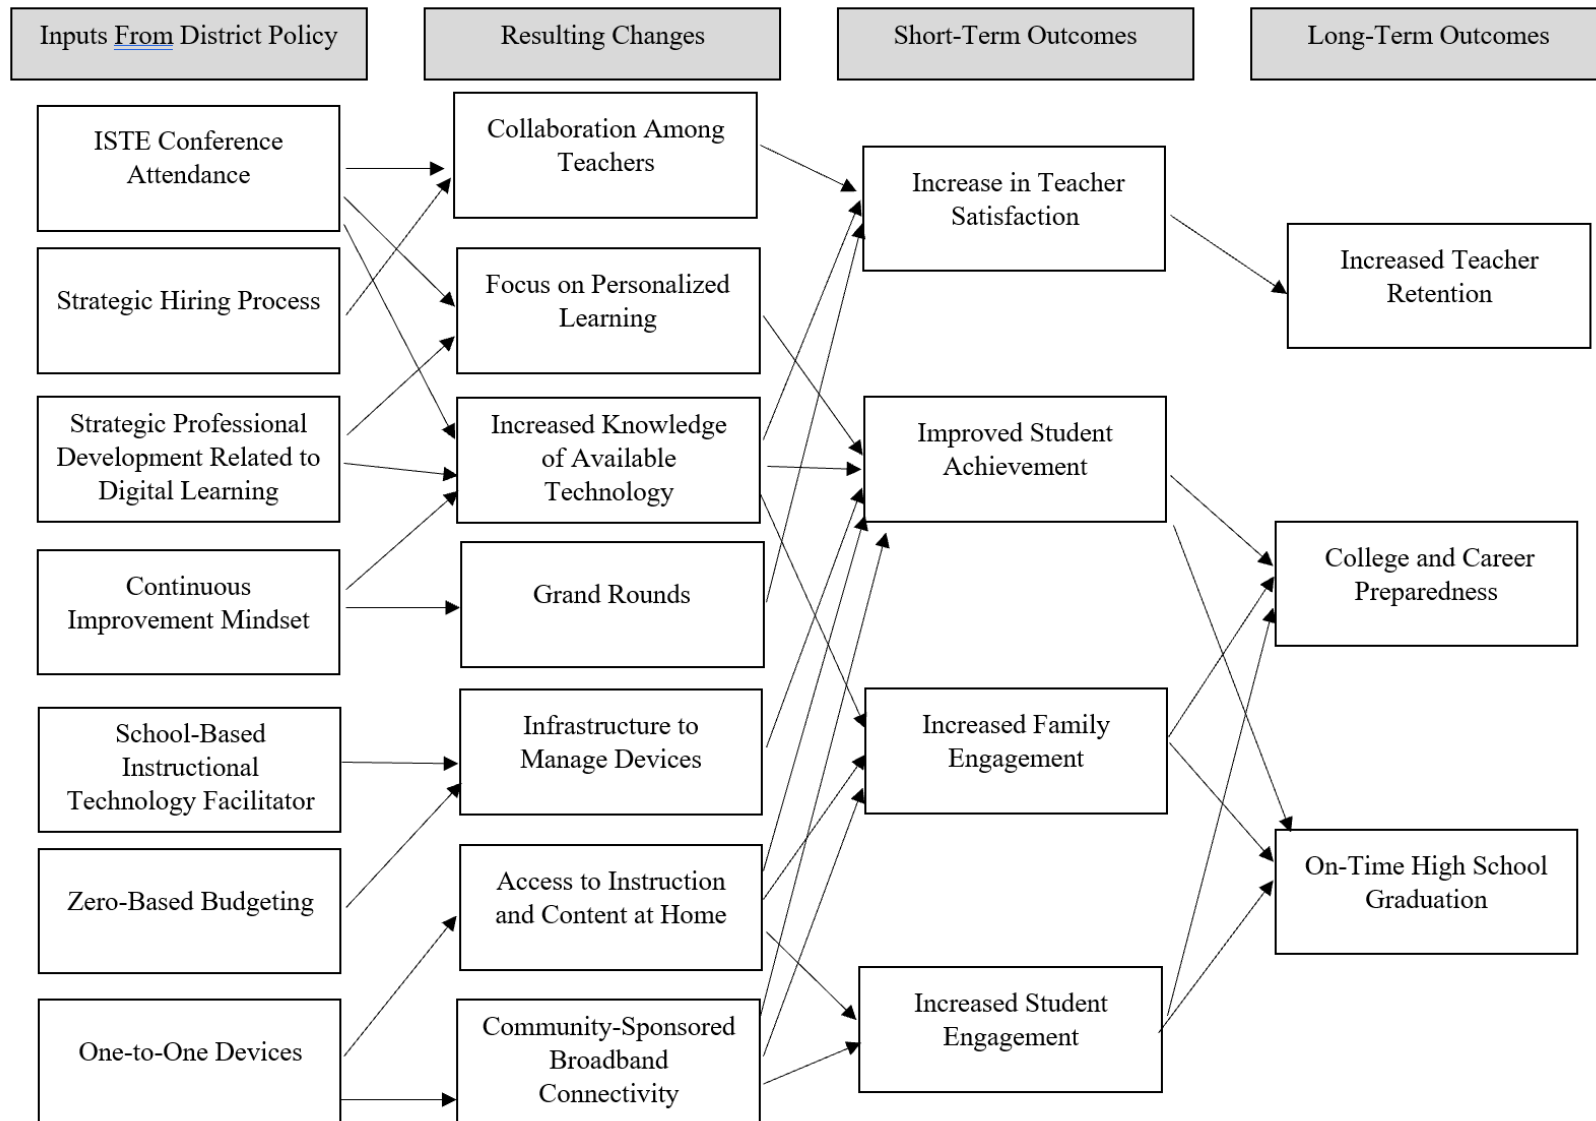 Inputs From District Policy
Resulting Changes
Short-Term Outcomes
Long-Term Outcomes
ISTE Conference
Attendance
Strategic Hiring Process
Strategic Professional
Development Related to
Digital Learning
Continuous
Improvement Mindset
School-Based
Instructional
Technology Facilitator
Zero-Based Budgeting
One-to-One Devices
Collaboration Among
Teachers
Focus on Personalized
Learning
Increased Knowledge
of Available
Technology
Grand Rounds
Infrastructure to
Manage Devices
Access to Instruction
and Content at Home
Community-Sponsored
Broadband
Connectivity
Increase in Teacher
Satisfaction
Improved Student
Achievement
Increased Family
Engagement
Increased Student
Engagement
Increased Teacher
Retention
College and Career
Preparedness
On-Time High School
Graduation